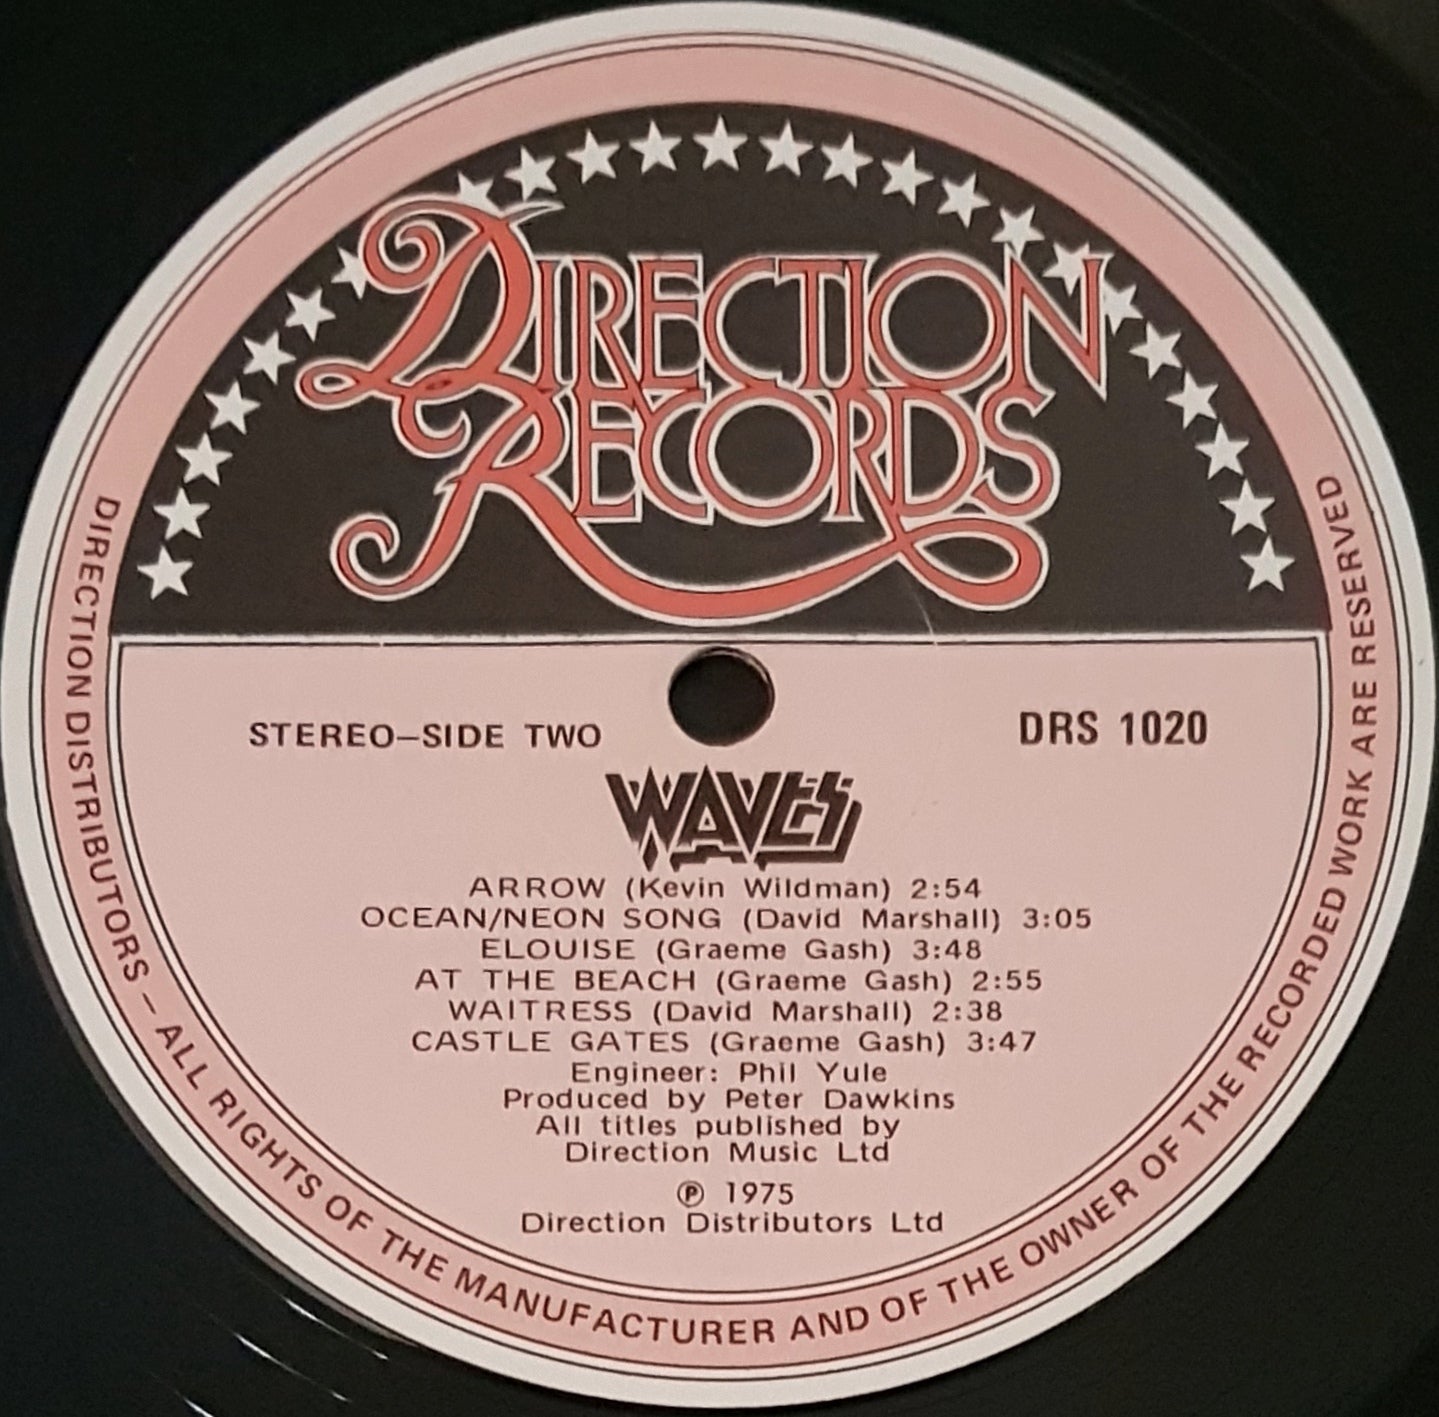 DIRECTION
RECORDS
STEREO–SIDE TWO
DRS 1020
WAVES
ARROW (Kevin Wildman) 2:54
OCEAN/NEON SONG (David Marshall) 3:05
ELOUISE (Graeme Gash) 3:48
AT THE BEACH (Graeme Gash) 2:55
WAITRESS (David Marshall) 2:38
CASTLE GATES (Graeme Gash) 3:47
Engineer: Phil Yule
Produced by Peter Dawkins
All titles published by
Direction Music Ltd
℗ 1975
Direction Distributors Ltd
DIRECTION DISTRIBUTORS – ALL RIGHTS OF THE MANUFACTURER AND OF THE OWNER OF THE RECORDED WORK ARE RESERVED